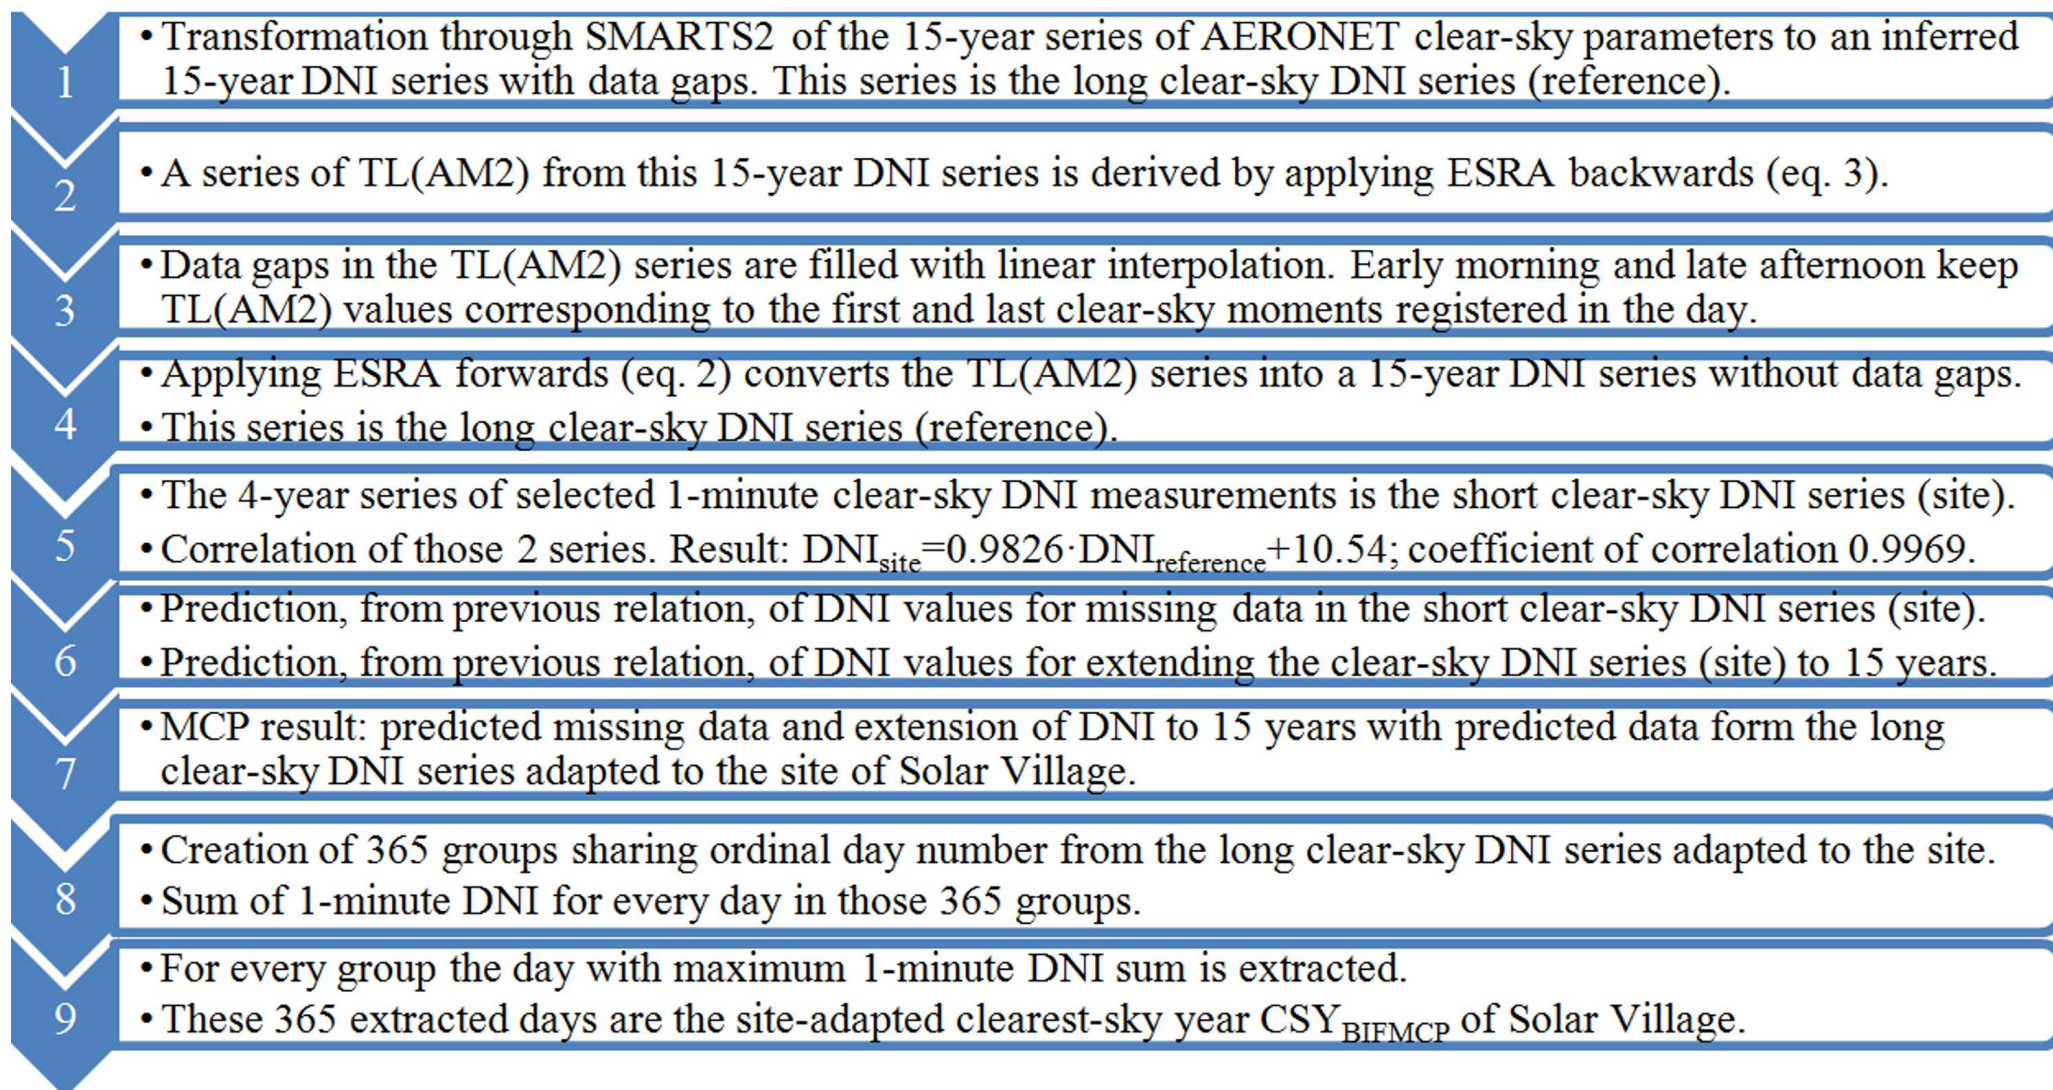 1
• Transformation through SMARTS2 of the 15-year series of AERONET clear-sky parameters to an inferred
15-year DNI series with data gaps. This series is the long clear-sky DNI series (reference).
2
• A series of TL(AM2) from this 15-year DNI series is derived by applying ESRA backwards (eq. 3).
3
• Data gaps in the TL(AM2) series are filled with linear interpolation. Early morning and late afternoon keep
TL(AM2) values corresponding to the first and last clear-sky moments registered in the day.
4
• Applying ESRA forwards (eq. 2) converts the TL(AM2) series into a 15-year DNI series without data gaps.
• This series is the long clear-sky DNI series (reference).
5
• The 4-year series of selected 1-minute clear-sky DNI measurements is the short clear-sky DNI series (site).
• Correlation of those 2 series. Result: DNIsite=0.9826·DNIreference+10.54; coefficient of correlation 0.9969.
6
• Prediction, from previous relation, of DNI values for missing data in the short clear-sky DNI series (site).
• Prediction, from previous relation, of DNI values for extending the clear-sky DNI series (site) to 15 years.
7
• MCP result: predicted missing data and extension of DNI to 15 years with predicted data form the long
clear-sky DNI series adapted to the site of Solar Village.
8
• Creation of 365 groups sharing ordinal day number from the long clear-sky DNI series adapted to the site.
• Sum of 1-minute DNI for every day in those 365 groups.
9
• For every group the day with maximum 1-minute DNI sum is extracted.
• These 365 extracted days are the site-adapted clearest-sky year CSYBIFMCP of Solar Village.